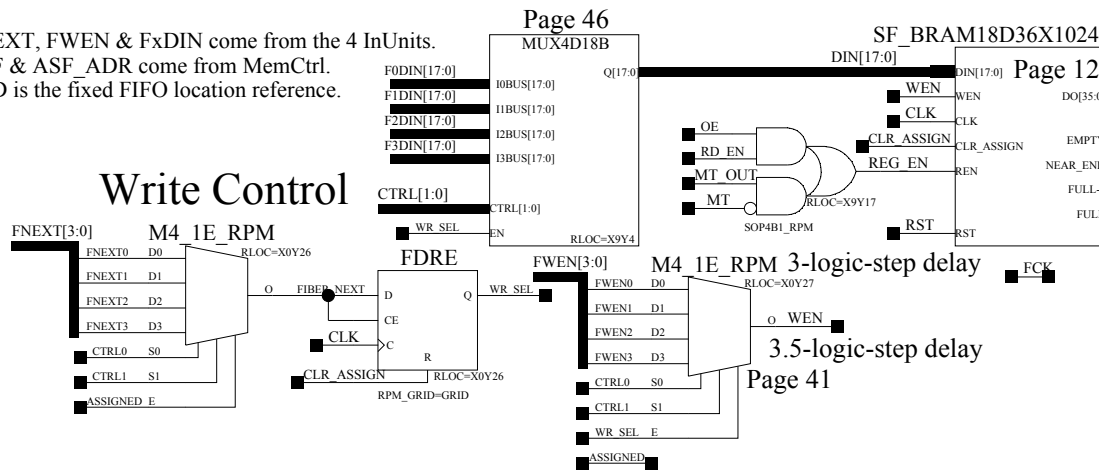 Page 46
EXT, FWEN & FxDIN come from the 4 InUnits.
& ASF_ADR come from MemCtrl.
is the fixed FIFO location reference.
MUX4D18B
F0DIN[17:0]
F1DIN[17:0]
F2DIN[17:0]
F3DIN[17:0]
I0BUS[17:0]
I1BUS[17:0]
I2BUS[17:0]
I3BUS[17:0]
Q[17:0]
CTRL[1:0]
CTRL[1:0]
WR_SEL
EN
RLOC=X9Y4
DIN[17:0]
SF_BRAM18D36X1024
DIN[17:0]
Page 12
WEN
WEN
DO[35:0
CLK
CLK
CLR_ASSIGN
CLR_ASSIGN
EMPTY
NEAR_EN
FULL-
FUL
OE
RD_EN
MT_OUT
MT
REG_EN
REN
RLOC=X9Y17
SOP4B1_RPM
RST
RST
FCK
Write Control
FNEXT[3:0]
M4_1E_RPM
RLOC=X0Y26
FNEXT0 D0
FNEXT1 D1
FNEXT2 D2
FNEXT3 D3
CTRL0 S0
CTRL1 S1
ASSIGNED E
O
FIBER_NEXT
FDRE
D
CE
C
Q
R
WR_SEL
CLK
CLR_ASSIGN
RLOC=X0Y26
RPM_GRID=GRID
FWEN[3:0]
M4_1E_RPM
3-logic-step delay
RLOC=X0Y27
FWEN0 D0
FWEN1 D1
FWEN2 D2
FWEN3 D3
CTRL0 S0
CTRL1 S1
WR_SEL E
ASSIGNED
O WEN
3.5-logic-step delay
Page 41